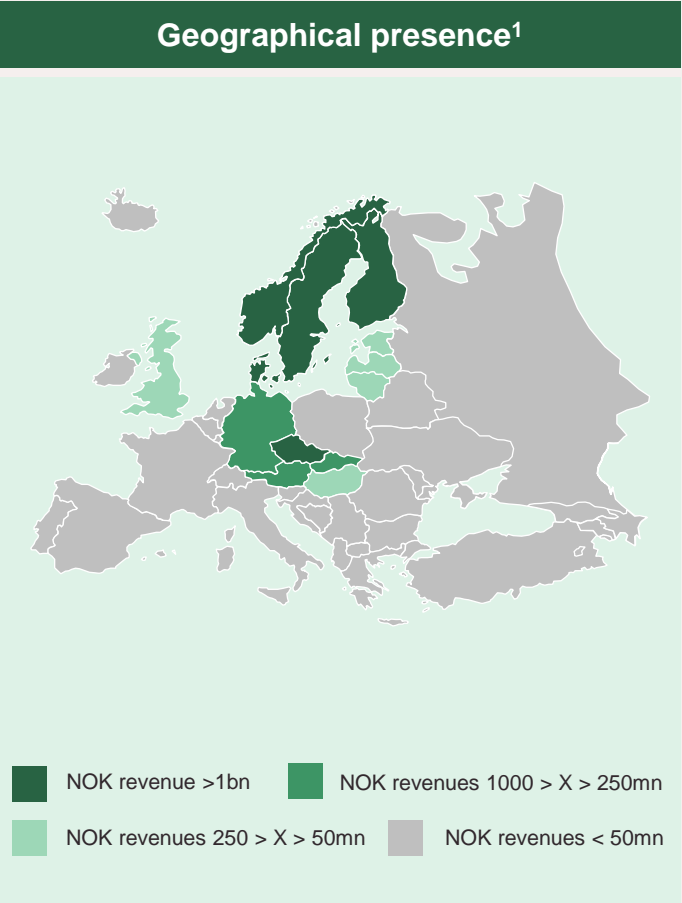 Geographical presence¹
NOK revenue >1bn
NOK revenues 1000 > X > 250mn
NOK revenues 250 > X > 50mn
NOK revenues < 50mn